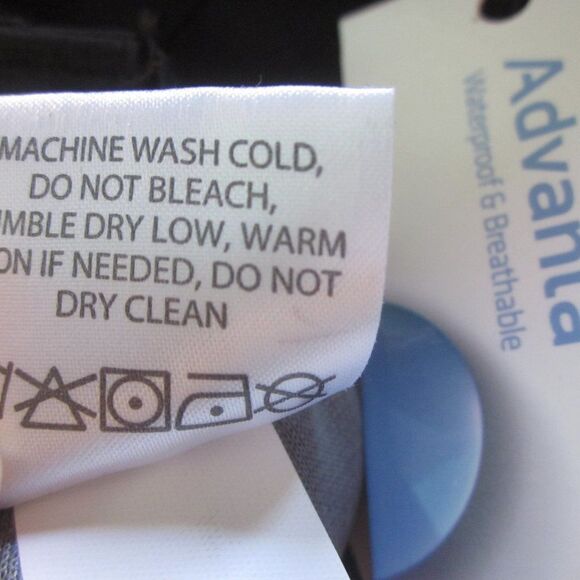 MACHINE WASH COLD,
DO NOT BLEACH,
UMBLE DRY LOW, WARM
ON IF NEEDED, DO NOT
DRY CLEAN
Advanta
Waterproof & Breathable